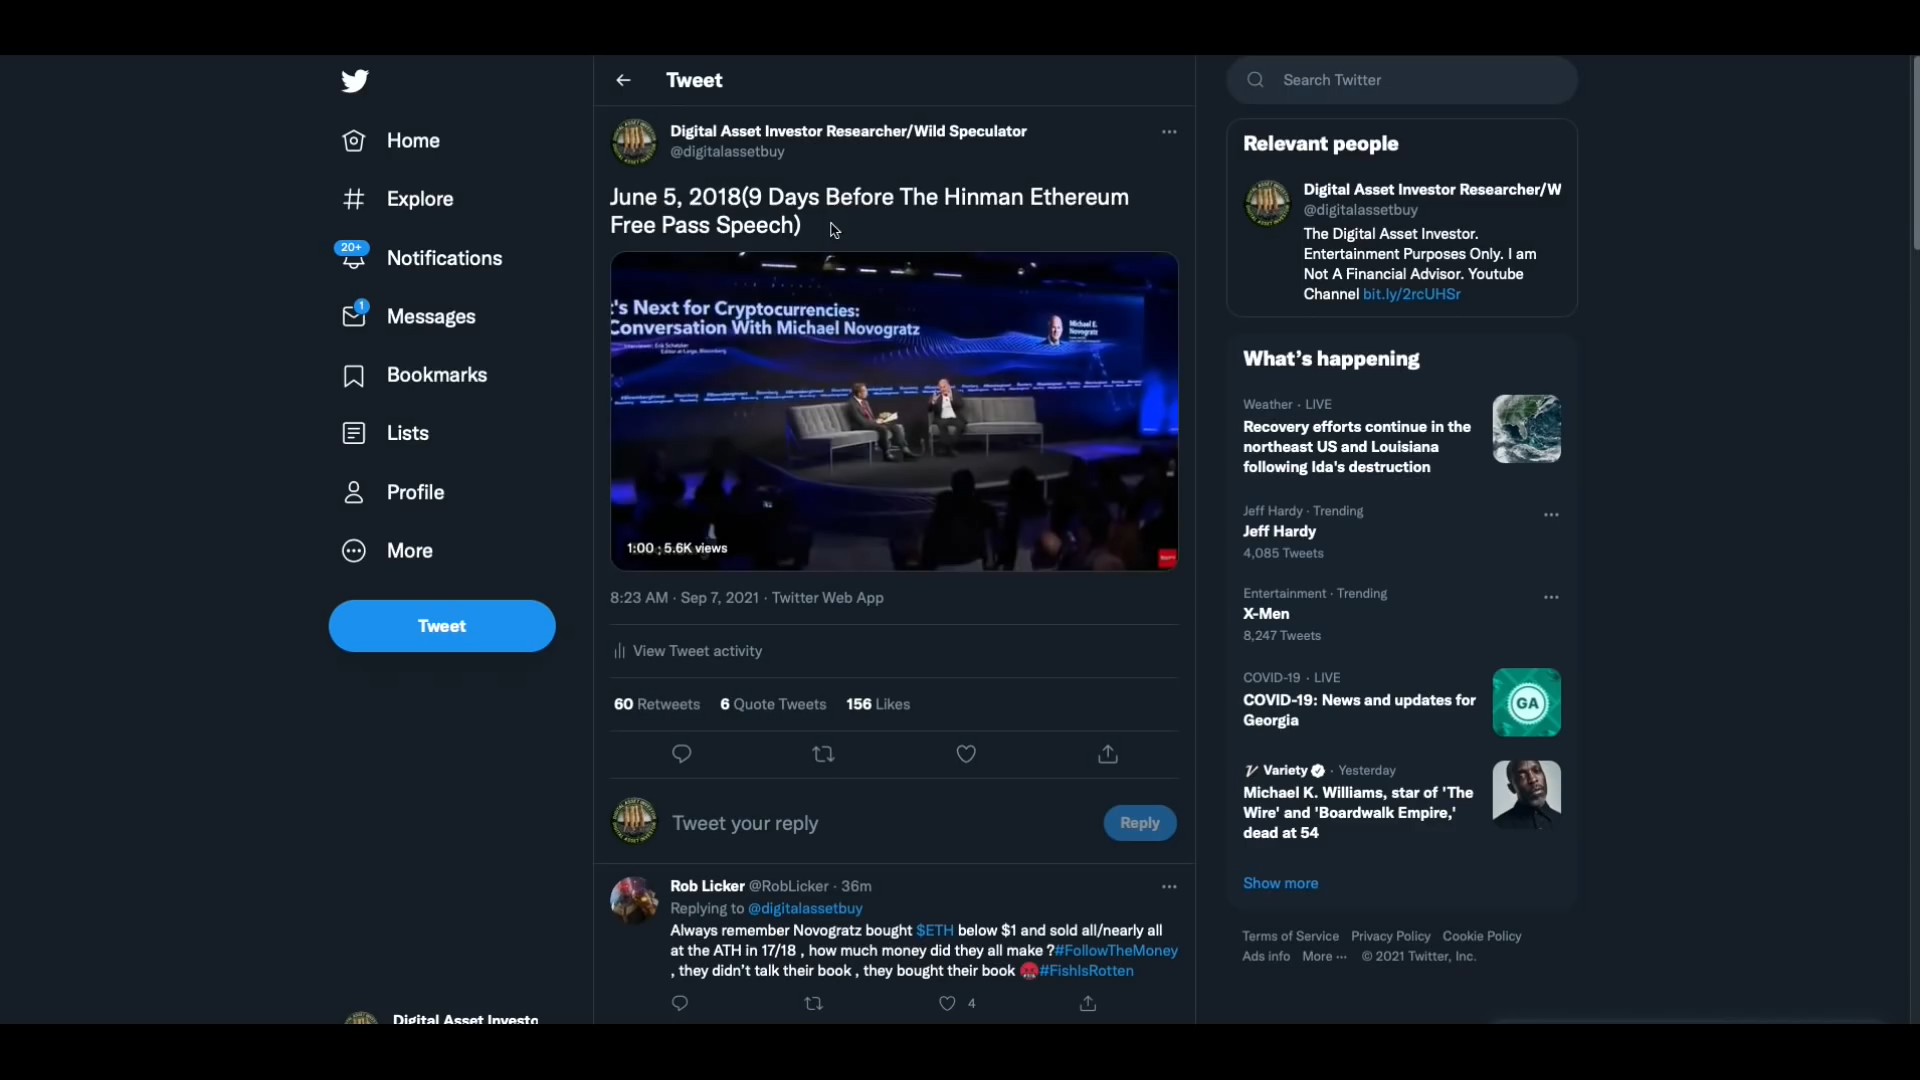 Home
Explore
20+
Notifications
1
Messages
Bookmarks
Lists
Profile
More
Tweet
Digital Asset Investo
Tweet
Digital Asset Investor Researcher/Wild Speculator
@digitalassetbuy
June 5, 2018(9 Days Before The Hinman Ethereum
Free Pass Speech)
's Next for Cryptocurrencies:
Conversation With Michael Novogratz
Michael E.
Novogratz
1:00 · 5.6K views
8:23 AM · Sep 7, 2021 · Twitter Web App
View Tweet activity
60 Retweets 6 Quote Tweets 156 Likes
Tweet your reply
Reply
Rob Licker @RobLicker · 36m
Replying to @digitalassetbuy
Always remember Novogratz bought $ETH below $1 and sold all/nearly all
at the ATH in 17/18 , how much money did they all make ?#FollowTheMoney
, they didn't talk their book , they bought their book #FishIsRotten
4
Search Twitter
Relevant people
Digital Asset Investor Researcher/W
@digitalassetbuy
The Digital Asset Investor.
Entertainment Purposes Only. I am
Not A Financial Advisor. Youtube
Channel bit.ly/2rcUHSr
What's happening
Weather · LIVE
Recovery efforts continue in the
northeast US and Louisiana
following Ida's destruction
Jeff Hardy · Trending
Jeff Hardy
4,085 Tweets
Entertainment · Trending
X-Men
8,247 Tweets
COVID-19 · LIVE
COVID-19: News and updates for
Georgia
GA
Variety · Yesterday
Michael K. Williams, star of 'The
Wire' and 'Boardwalk Empire,'
dead at 54
Show more
Terms of Service Privacy Policy Cookie Policy
Ads info More ··· © 2021 Twitter, Inc.